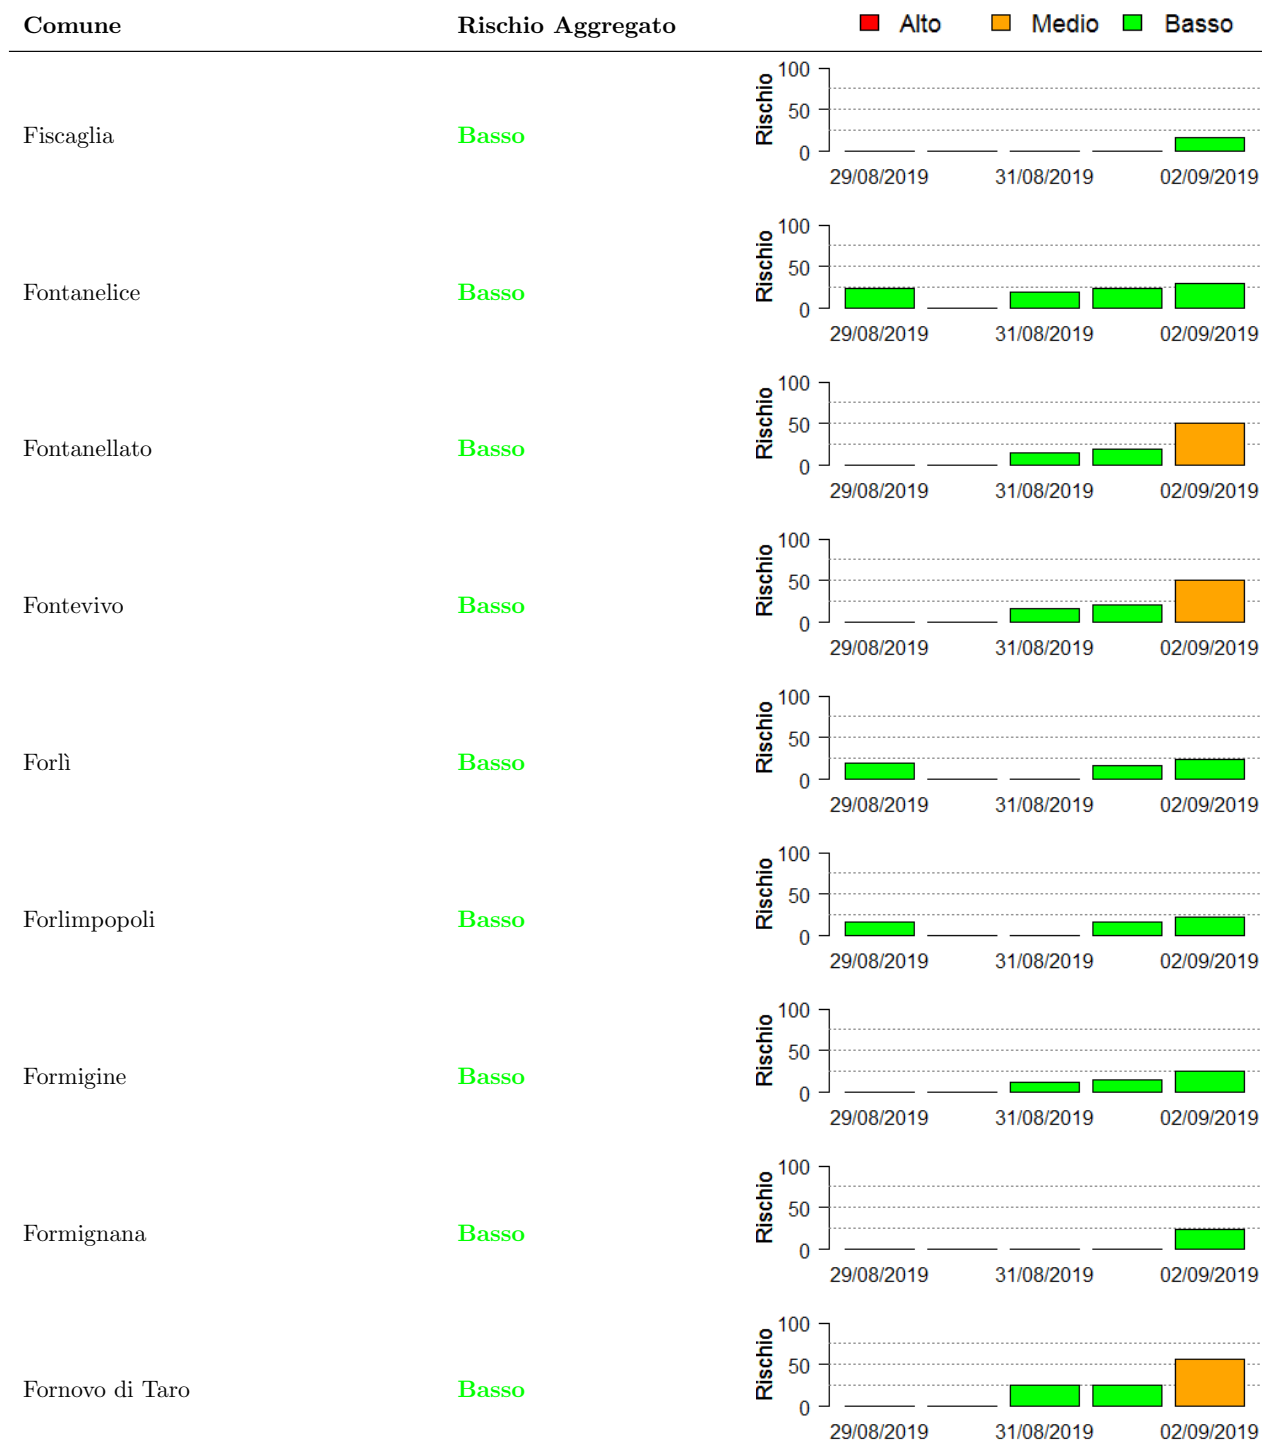 Comune Rischio Aggregato Alto Medio Basso
Fiscaglia Basso
Rischio
100
50
0
29/08/2019 31/08/2019 02/09/2019
Fontanelice Basso
Rischio
100
50
0
29/08/2019 31/08/2019 02/09/2019
Fontanellato Basso
Rischio
100
50
0
29/08/2019 31/08/2019 02/09/2019
Fontevivo Basso
Rischio
100
50
0
29/08/2019 31/08/2019 02/09/2019
Forlì Basso
Rischio
100
50
0
29/08/2019 31/08/2019 02/09/2019
Forlimpopoli Basso
Rischio
100
50
0
29/08/2019 31/08/2019 02/09/2019
Formigine Basso
Rischio
100
50
0
29/08/2019 31/08/2019 02/09/2019
Formignana Basso
Rischio
100
50
0
29/08/2019 31/08/2019 02/09/2019
Fornovo di Taro Basso
Rischio
100
50
0
29/08/2019 31/08/2019 02/09/2019